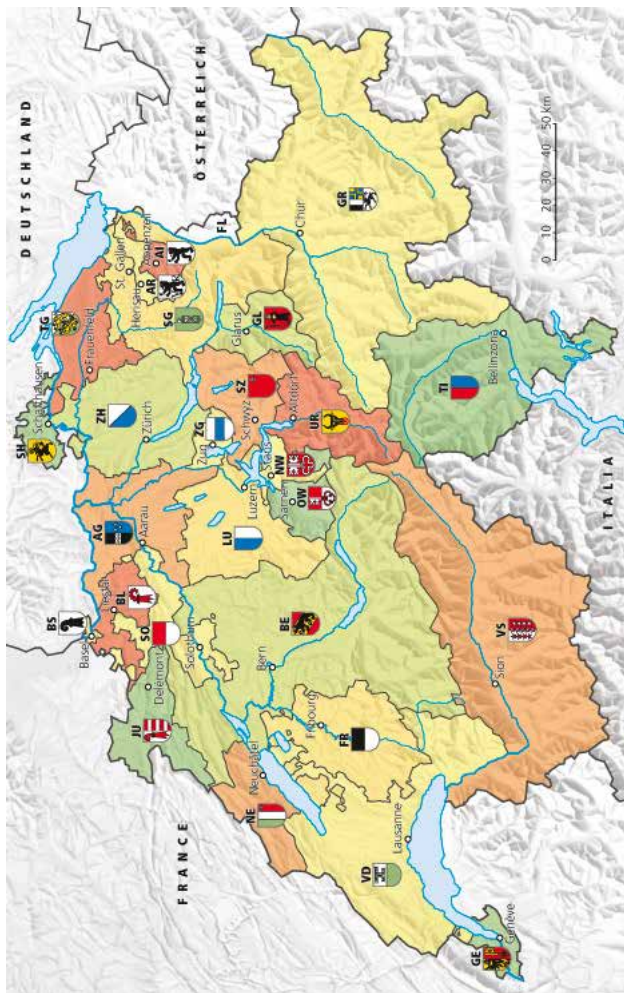 DEUTSCHLAND
SH
Schaffhausen
BS
Basel
TG
Frauenfeld
AG
Liestal
BL
Aarau
ZH
Zürich
St. Gallen
Herisau
AR
Appenzell
AI
ÖSTERREICH
JU
Delémont
SO
Solothurn
SG
FL
ZG
Zug
LU
Luzern
SZ
Schwyz
Glarus
GL
FRANCE
NE
Neuchâtel
Bern
BE
Stans
NW
Sarnen
OW
Altdorf
UR
Chur
GR
Fribourg
FR
VD
Lausanne
TI
Bellinzona
Sion
VS
GE
Genève
0 10 20 30 40 50 km
ITALIA